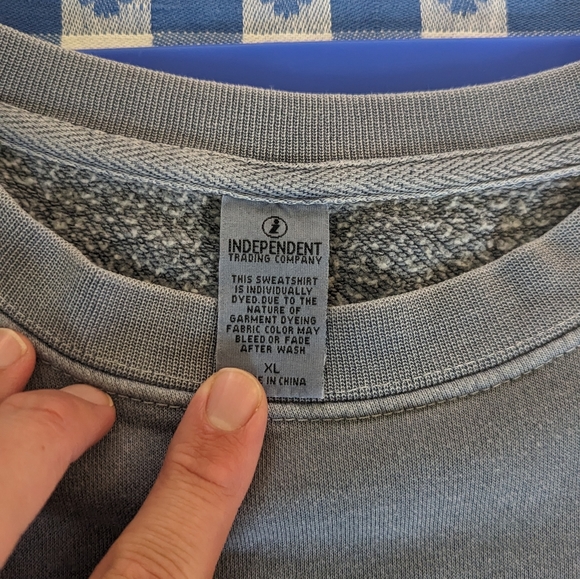 INDEPENDENT
TRADING COMPANY
THIS SWEATSHIRT
IS INDIVIDUALLY
DYED.DUE TO THE
NATURE OF
GARMENT DYEING
FABRIC COLOR MAY
BLEED OR FADE
AFTER WASH
XL
IN CHINA